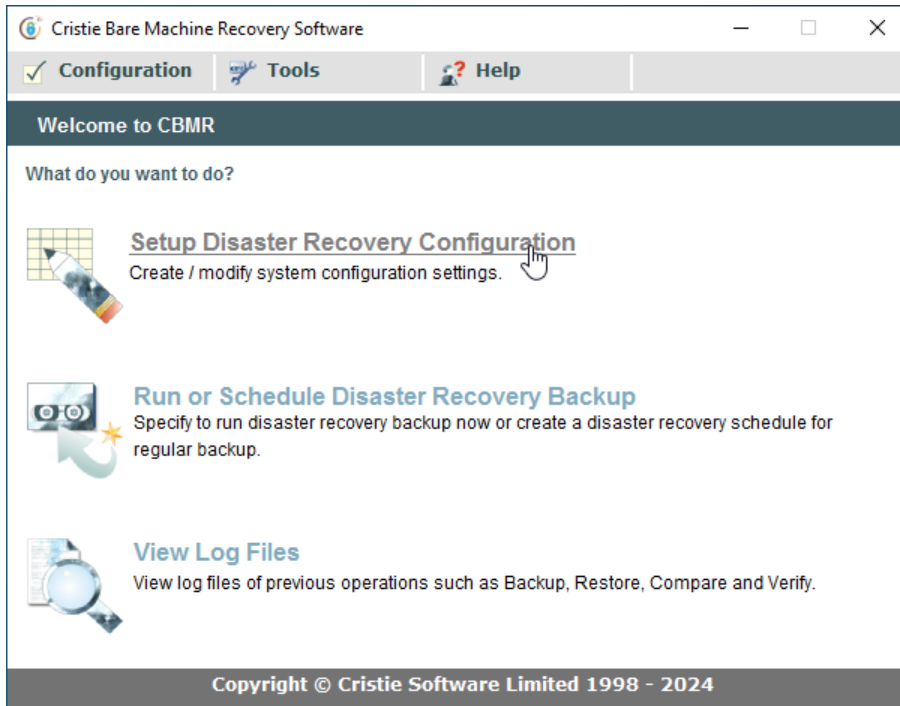 Cristie Bare Machine Recovery Software
Configuration Tools Help
Welcome to CBMR
What do you want to do?
Setup Disaster Recovery Configuration
Create / modify system configuration settings.
Run or Schedule Disaster Recovery Backup
Specify to run disaster recovery backup now or create a disaster recovery schedule for
regular backup.
View Log Files
View log files of previous operations such as Backup, Restore, Compare and Verify.
Copyright © Cristie Software Limited 1998 - 2024